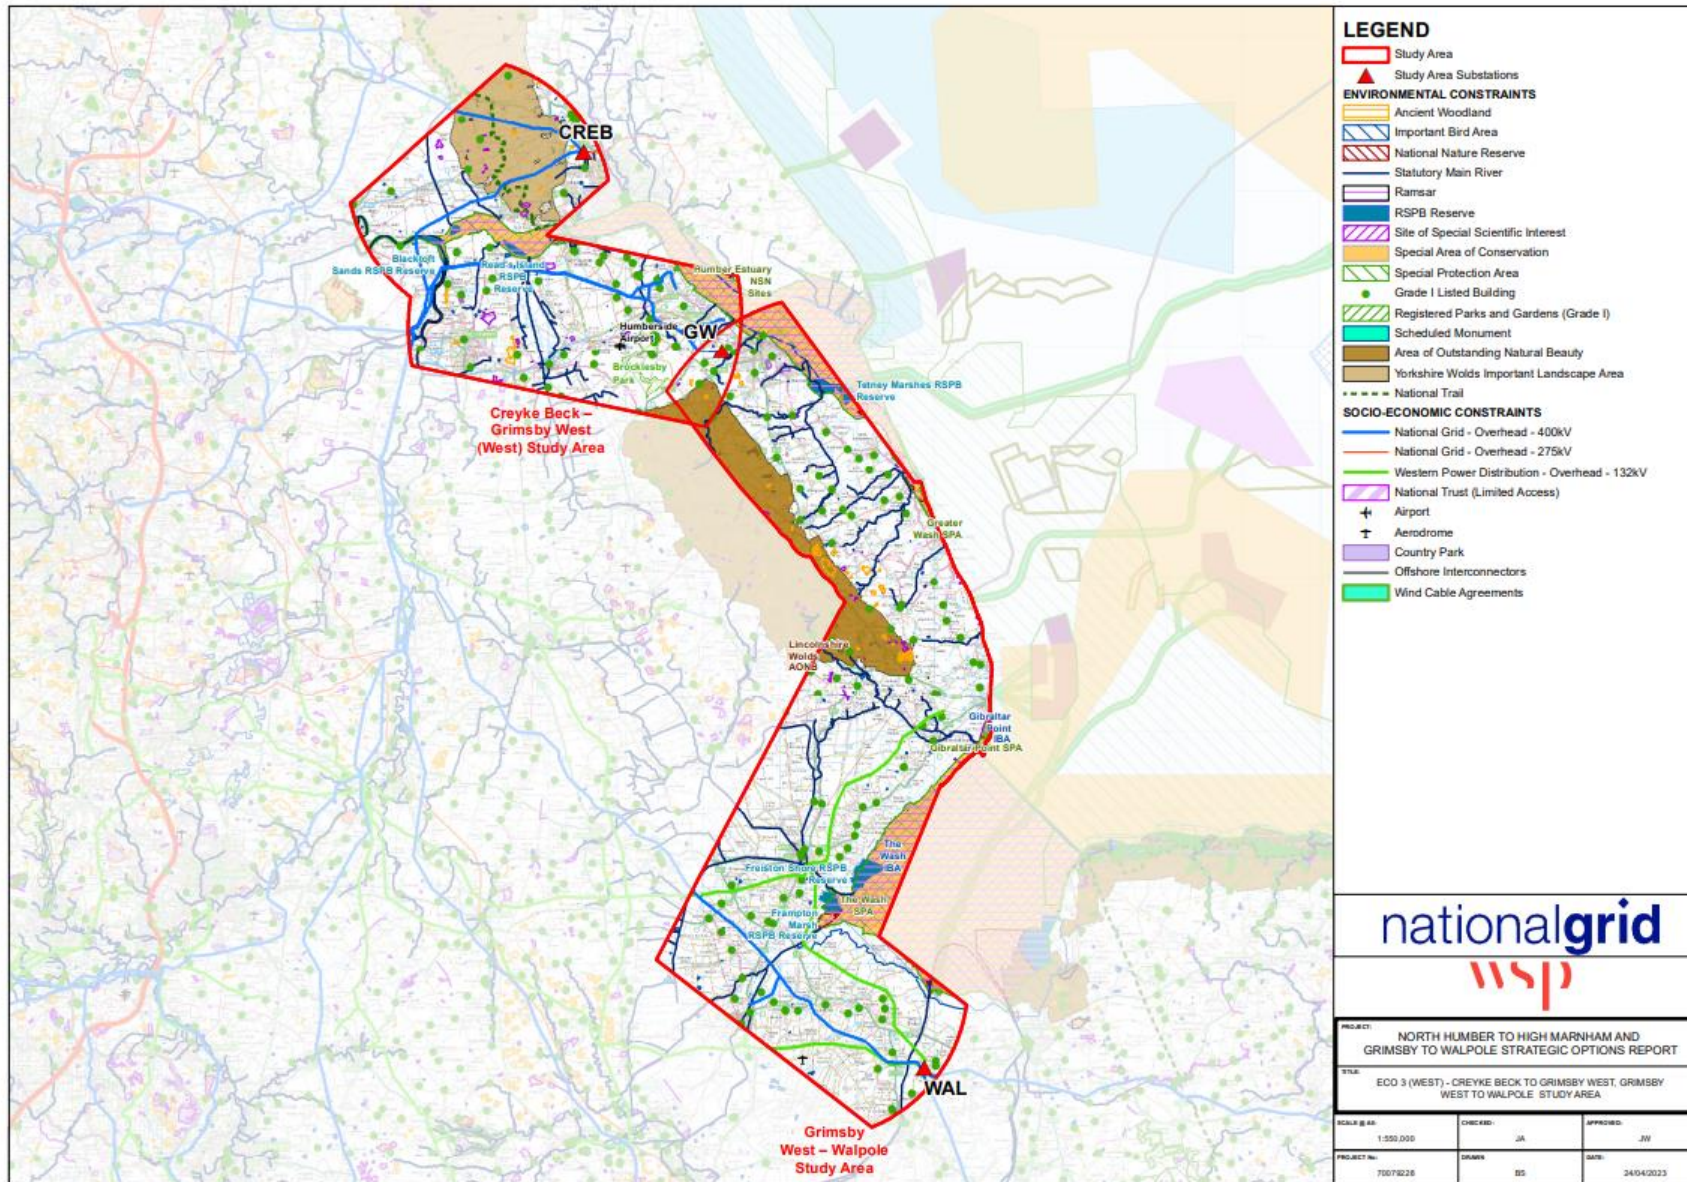 CREB
Blacktoft
Sands RSPB Reserve
Read's Island
RSPB
Reserve
Humber Estuary
NSN
Sites
GW
Humberside
Airport
Brocklesby
Park
Tetney Marshes RSPB
Reserve
Creyke Beck –
Grimsby West
(West) Study Area
Greater
Wash SPA
Lincolnshire
Wolds
AONB
Gibraltar
Point
IBA
Gibraltar Point SPA
The
Wash
IBA
Freiston Shore RSPB
Reserve
The Wash
SPA
Frampton
Marsh
RSPB Reserve
WAL
Grimsby
West – Walpole
Study Area
LEGEND
Study Area
Study Area Substations
ENVIRONMENTAL CONSTRAINTS
Ancient Woodland
Important Bird Area
National Nature Reserve
Statutory Main River
Ramsar
RSPB Reserve
Site of Special Scientific Interest
Special Area of Conservation
Special Protection Area
Grade I Listed Building
Registered Parks and Gardens (Grade I)
Scheduled Monument
Area of Outstanding Natural Beauty
Yorkshire Wolds Important Landscape Area
National Trail
SOCIO-ECONOMIC CONSTRAINTS
National Grid - Overhead - 400kV
National Grid - Overhead - 275kV
Western Power Distribution - Overhead - 132kV
National Trust (Limited Access)
Airport
Aerodrome
Country Park
Offshore Interconnectors
Wind Cable Agreements
nationalgrid
wsp
PROJECT:
NORTH HUMBER TO HIGH MARNHAM AND
GRIMSBY TO WALPOLE STRATEGIC OPTIONS REPORT
TITLE:
ECO 3 (WEST) - CREYKE BECK TO GRIMSBY WEST, GRIMSBY
WEST TO WALPOLE STUDY AREA
SCALE @ A3: CHECKED: APPROVED:
1:550,000 JA JW
PROJECT No: DRAWN: DATE:
70079228 BS 24/04/2023